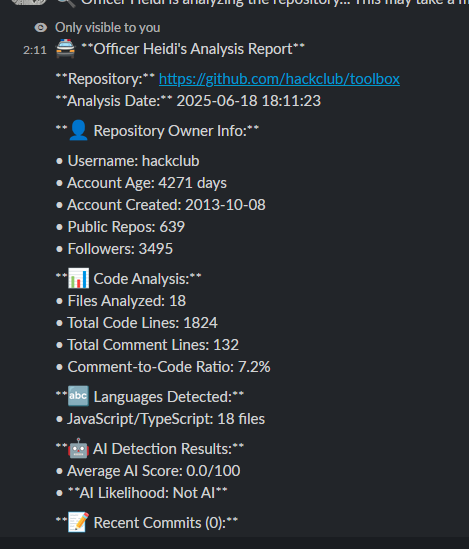 Officer Heidi is analyzing the repository... This may take a m
Only visible to you
2:11 🚔 **Officer Heidi's Analysis Report**
**Repository:** https://github.com/hackclub/toolbox
**Analysis Date:** 2025-06-18 18:11:23
**👤 Repository Owner Info:**
• Username: hackclub
• Account Age: 4271 days
• Account Created: 2013-10-08
• Public Repos: 639
• Followers: 3495
**📊 Code Analysis:**
• Files Analyzed: 18
• Total Code Lines: 1824
• Total Comment Lines: 132
• Comment-to-Code Ratio: 7.2%
**🔤 Languages Detected:**
• JavaScript/TypeScript: 18 files
**🤖 AI Detection Results:**
• Average AI Score: 0.0/100
• **AI Likelihood: Not AI**
**📝 Recent Commits (0):**